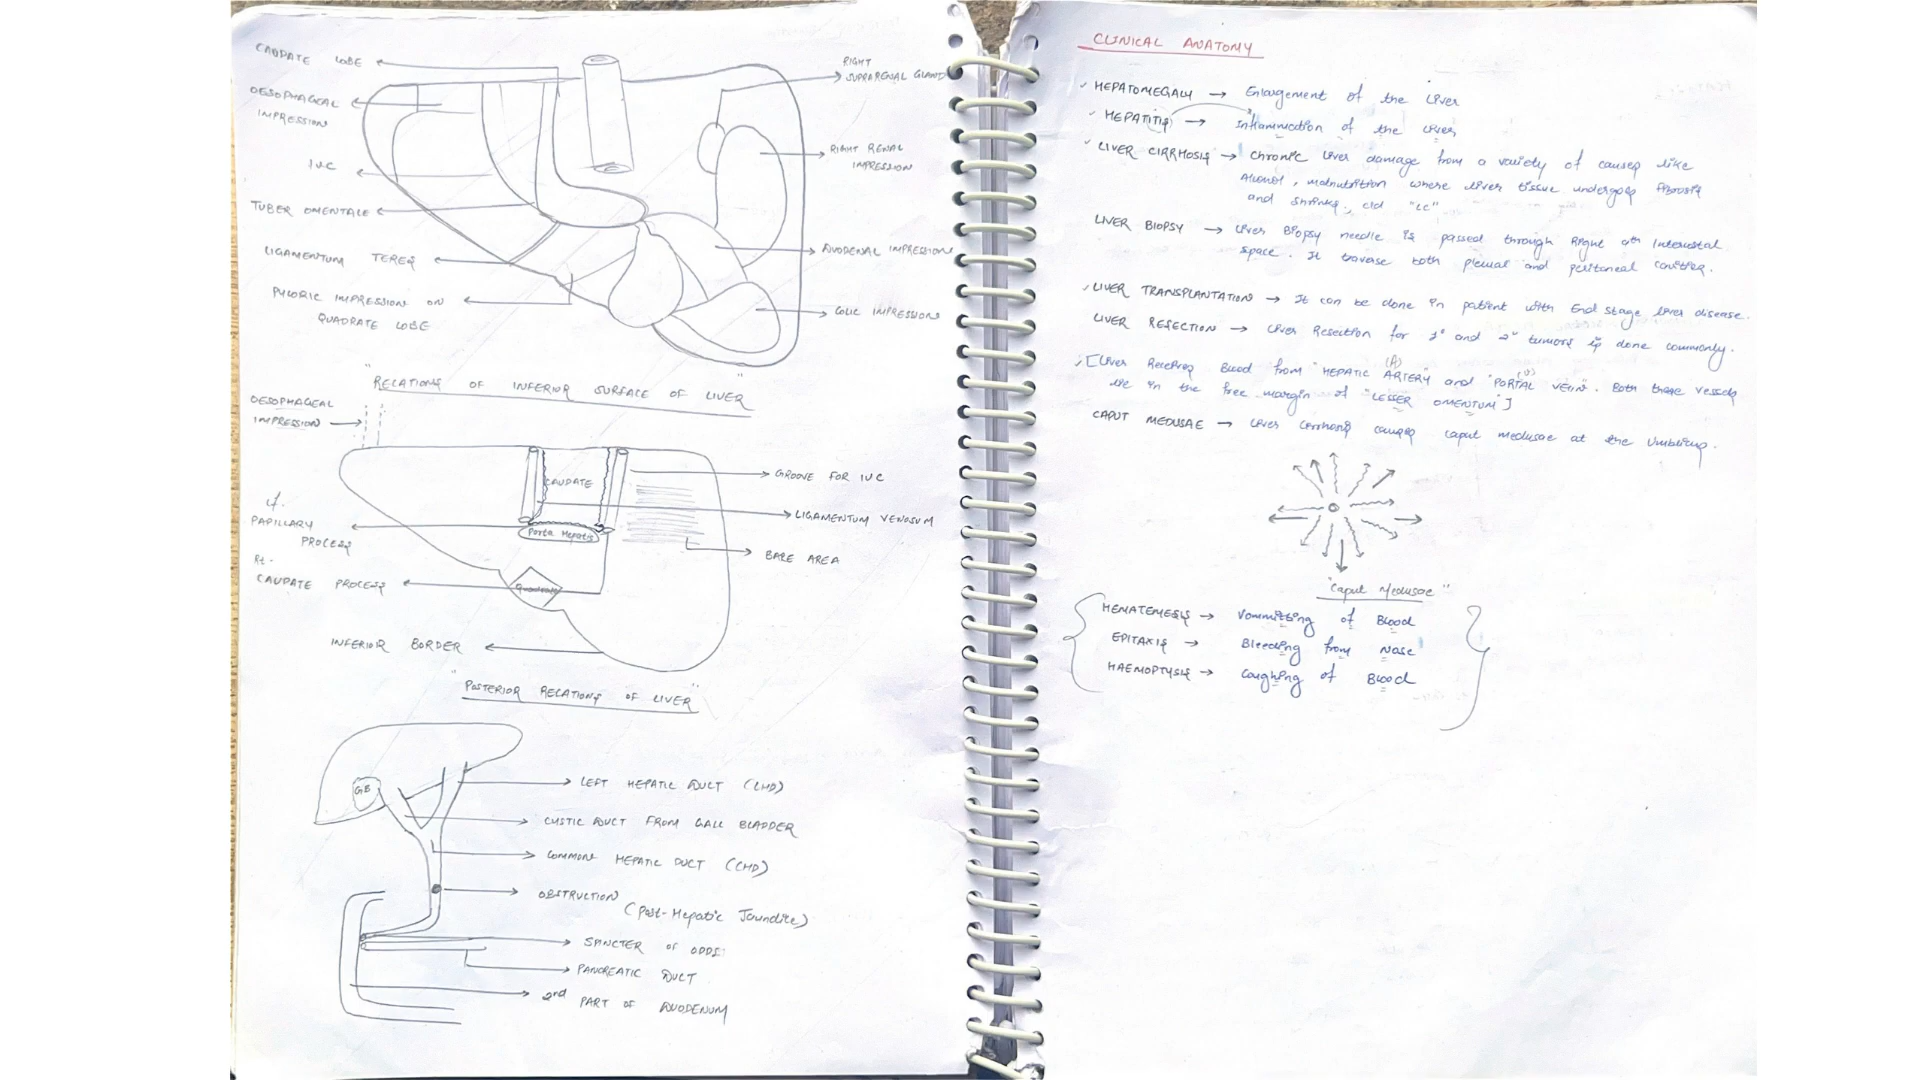 CAUDATE LOBE
OESOPHAGEAL
IMPRESSION
IVC
TUBER OMENTALE
LIGAMENTUM TERES
PYLORIC IMPRESSION ON
QUADRATE LOBE
RIGHT
SUPRARENAL GLAND
RIGHT RENAL
IMPRESSION
DUODENAL IMPRESSIONS
COLIC IMPRESSIONS
"RELATIONS OF INFERIOR SURFACE OF LIVER"
OESOPHAGEAL
IMPRESSION
CAUDATE
Porta Hepatis
Quadrate
Lf.
PAPILLARY
PROCESS
Rt.
CAUDATE PROCESS
INFERIOR BORDER
GROOVE FOR IVC
LIGAMENTUM VENOSUM
BARE AREA
"POSTERIOR RELATIONS OF LIVER"
GB
LEFT HEPATIC DUCT (LHD)
CYSTIC DUCT FROM GALL BLADDER
COMMON HEPATIC DUCT (CHD)
OBSTRUCTION
(Post-Hepatic Jaundice)
SPINCTER OF ODDI
PANCREATIC DUCT
2nd PART OF DUODENUM
CLINICAL ANATOMY
HEPATOMEGALY → Enlargement of the Liver
HEPATITIS → Inflammation of the Liver
LIVER CIRRHOSIS → Chronic Liver damage from a variety of causes like
Alcohol, malnutrition where liver tissue undergoes fibrosis
and shrinks, cld "LC"
LIVER BIOPSY → Liver Biopsy needle is passed through Right 9th Intercostal
space. It traverse both pleural and peritoneal cavities.
LIVER TRANSPLANTATION → It can be done in patient with End stage liver disease.
LIVER RESECTION → Liver Resection for 1° and 2° tumors is done commonly.
[Liver Receives Blood from "HEPATIC ARTERY (A) and "PORTAL VEIN" (V). Both these vessels
lie in the free margin of "LESSER OMENTUM"]
CAPUT MEDUSAE → Liver Cirrhosis causes caput medusae at the Umbilicus.
"Caput Medusae"
HEMATEMESIS → Vommitting of Blood
EPITAXIS → Bleeding from Nose
HAEMOPTYSIS → Coughing of Blood